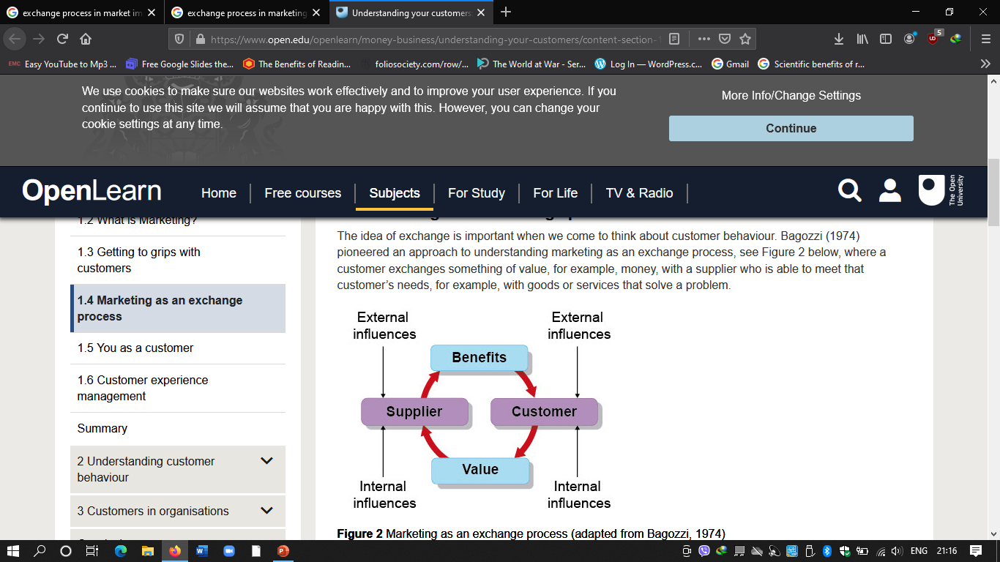 exchange process in market im
exchange process in marketing
Understanding your customers:
https://www.open.edu/openlearn/money-business/understanding-your-customers/content-section-1
5
EMC Easy YouTube to Mp3 ...
Free Google Slides the...
The Benefits of Readin...
foliosociety.com/row/...
The World at War - Ser...
Log In — WordPress.c...
Gmail
Scientific benefits of r...
We use cookies to make sure our websites work effectively and to improve your user experience. If you
continue to use this site we will assume that you are happy with this. However, you can change your
cookie settings at any time.
More Info/Change Settings
Continue
OpenLearn
Home
Free courses
Subjects
For Study
For Life
TV & Radio
The Open
University
1.2 What is Marketing?
1.3 Getting to grips with
customers
1.4 Marketing as an exchange
process
1.5 You as a customer
1.6 Customer experience
management
Summary
2 Understanding customer
behaviour
3 Customers in organisations
The idea of exchange is important when we come to think about customer behaviour. Bagozzi (1974)
pioneered an approach to understanding marketing as an exchange process, see Figure 2 below, where a
customer exchanges something of value, for example, money, with a supplier who is able to meet that
customer's needs, for example, with goods or services that solve a problem.
External
influences
External
influences
Benefits
Supplier
Customer
Value
Internal
influences
Internal
influences
Figure 2 Marketing as an exchange process (adapted from Bagozzi, 1974)
ENG
21:16